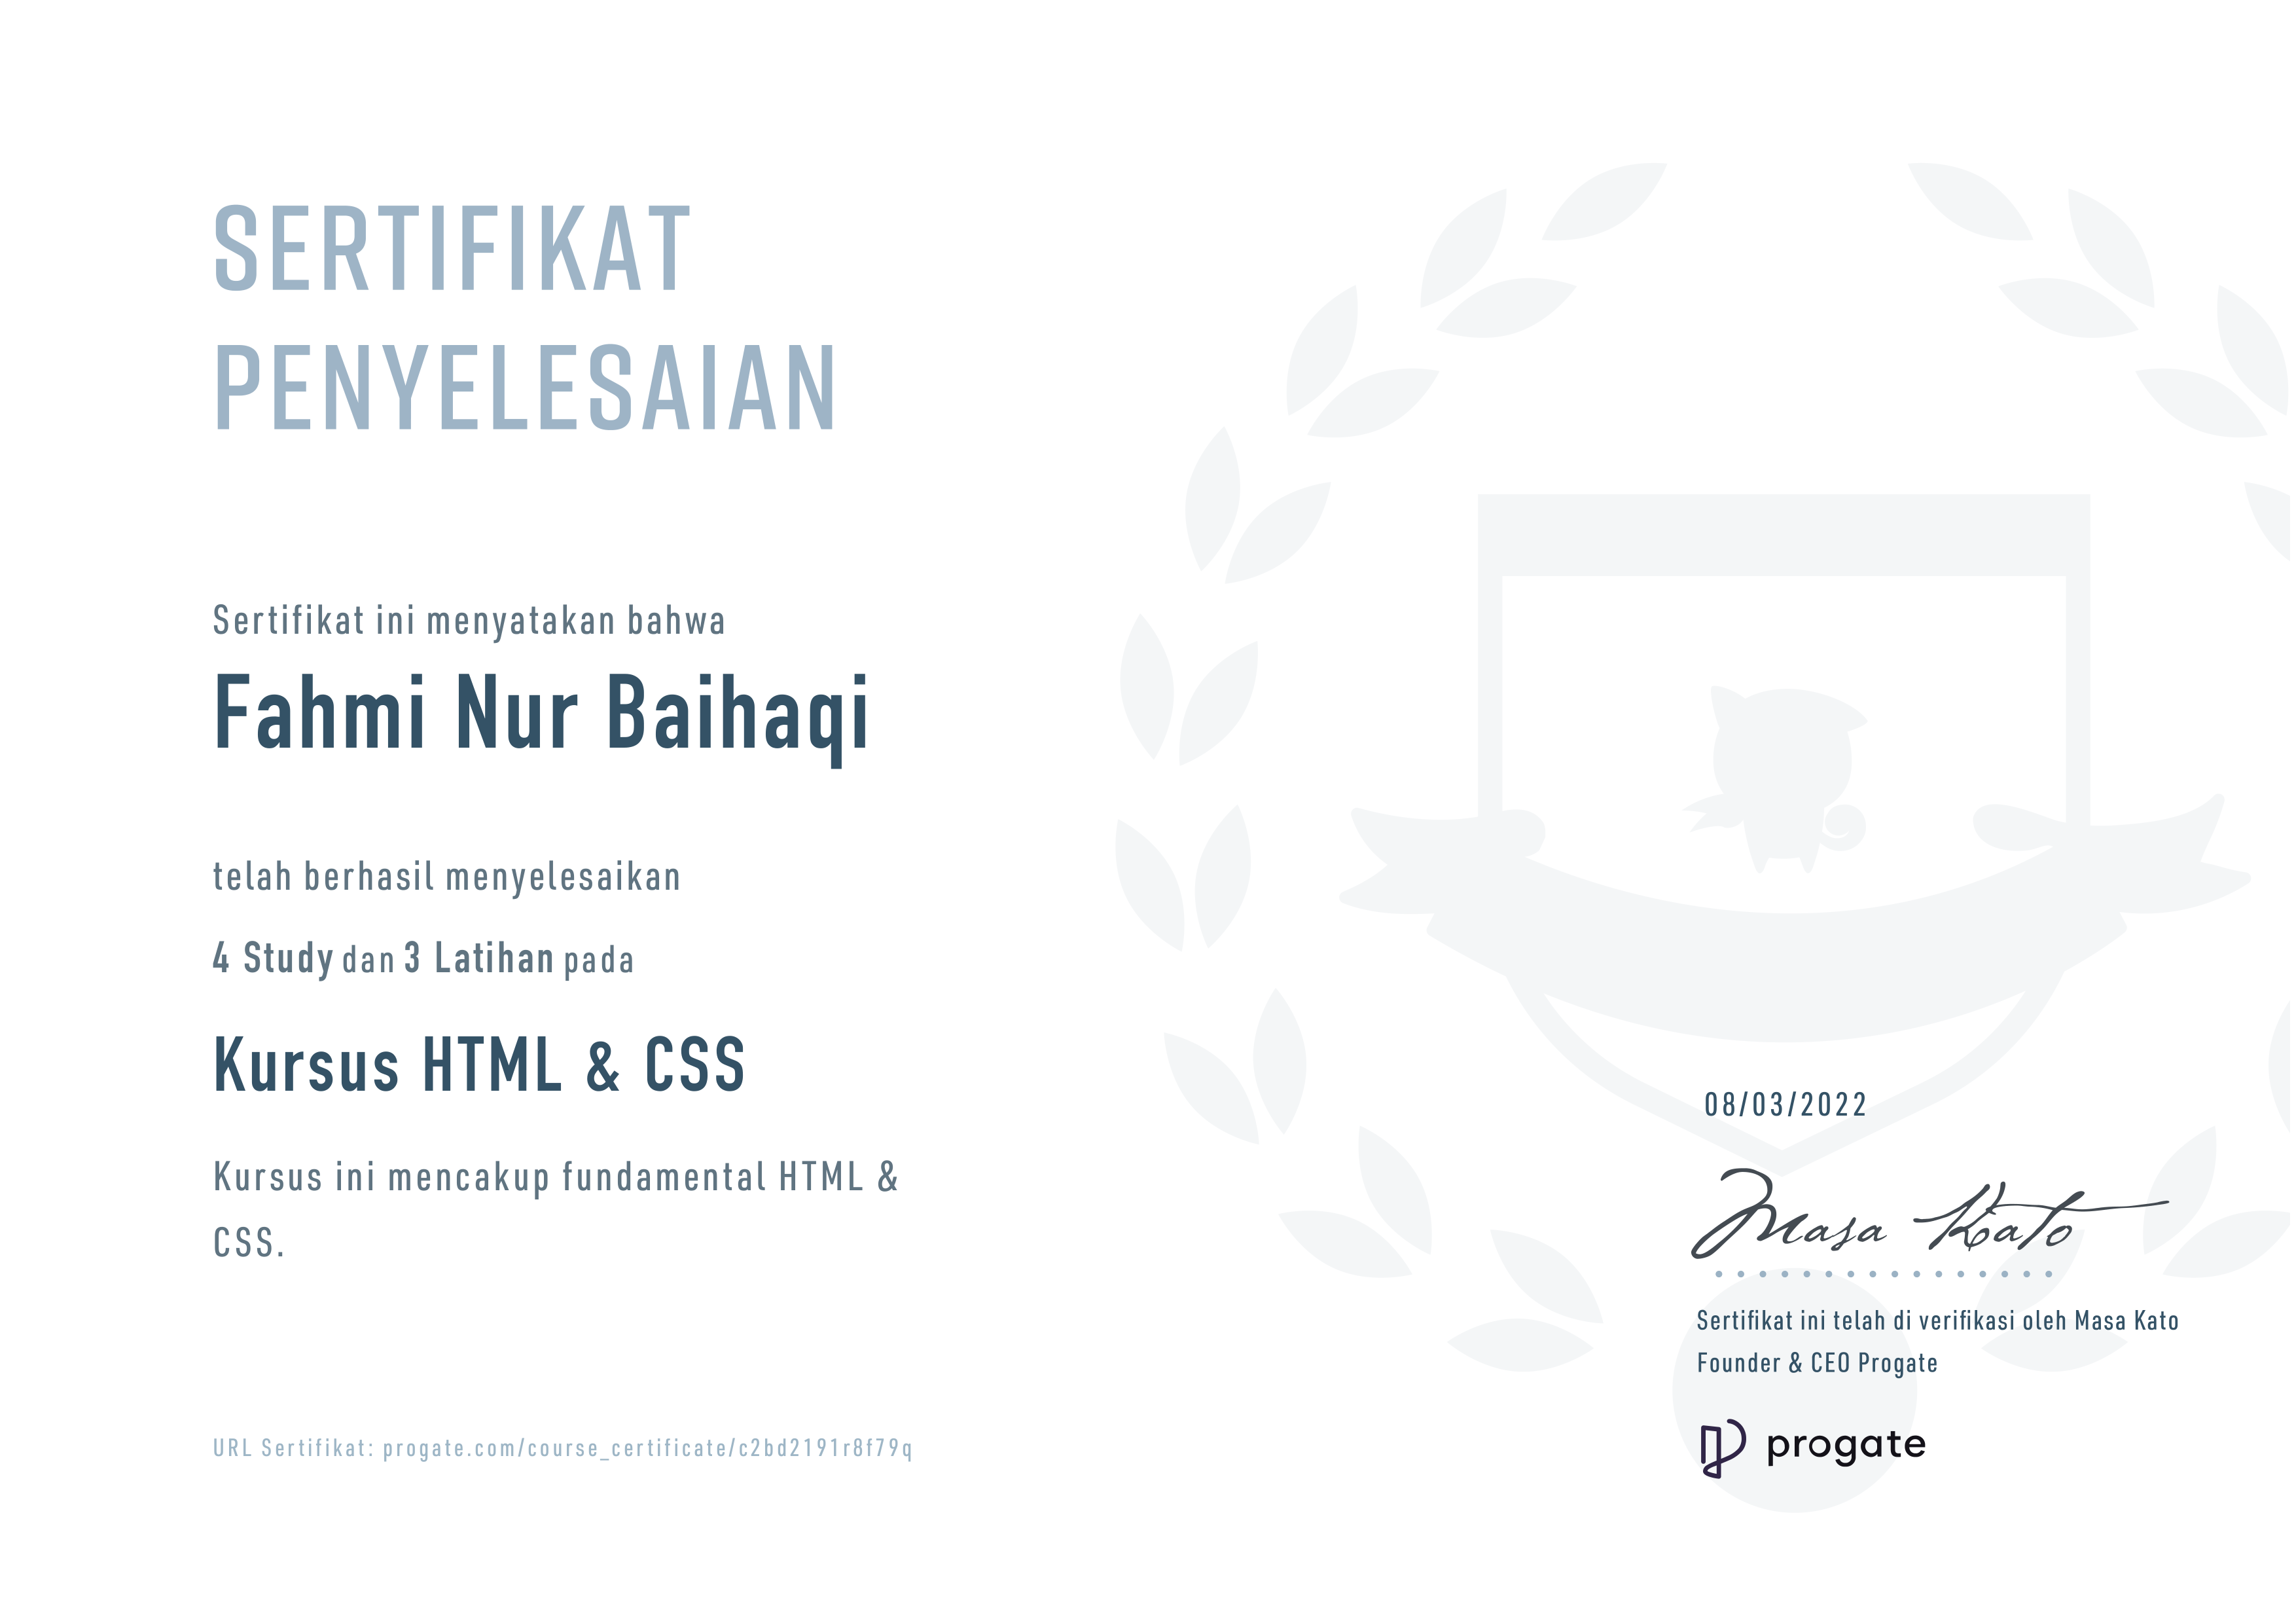 SERTIFIKAT
PENYELESAIAN
Sertifikat ini menyatakan bahwa
Fahmi Nur Baihaqi
telah berhasil menyelesaikan
4 Study dan 3 Latihan pada
Kursus HTML & CSS
Kursus ini mencakup fundamental HTML &
CSS.
URL Sertifikat: progate.com/course_certificate/c2bd2191r8f79q
08/03/2022
Masa Kato
Sertifikat ini telah di verifikasi oleh Masa Kato
Founder & CEO Progate
progate